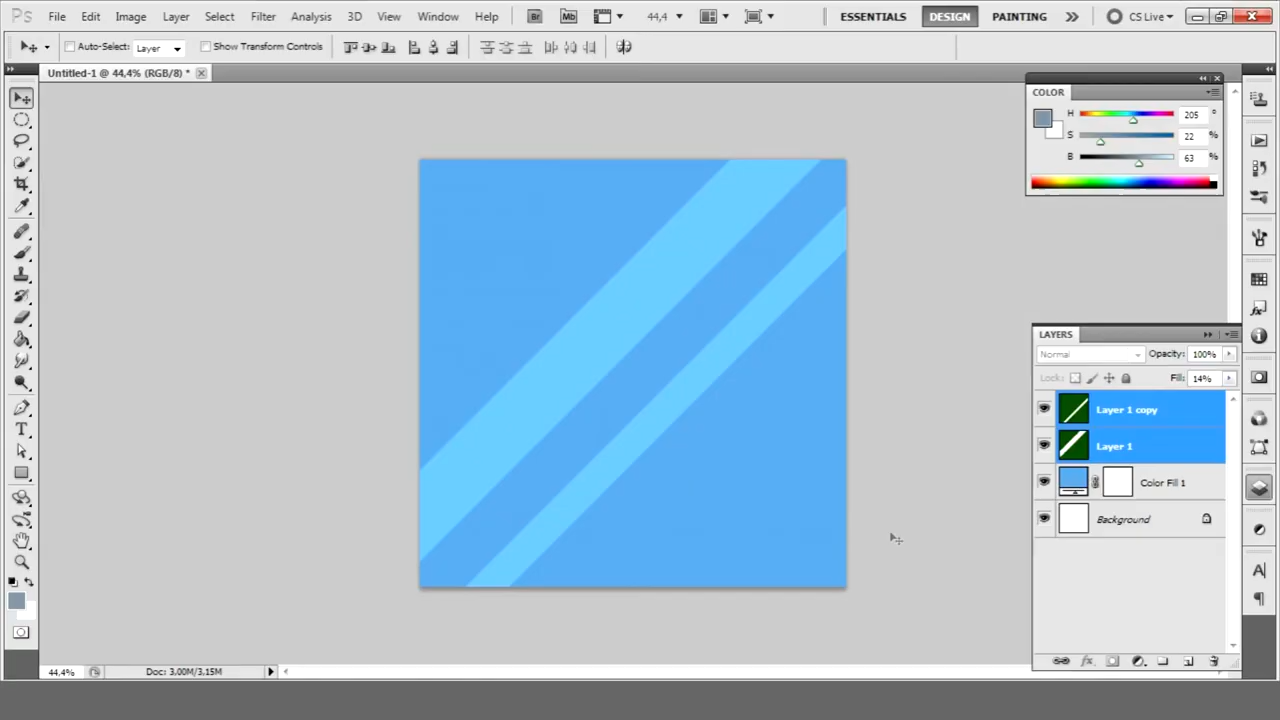 Ps File Edit Image Layer Select Filter Analysis 3D View Window Help Br Mb 44,4 ESSENTIALS DESIGN PAINTING CS Live
Auto-Select: Layer Show Transform Controls
Untitled-1 @ 44,4% (RGB/8) *
COLOR
H 205 °
S 22 %
B 63 %
LAYERS
Normal Opacity: 100%
Lock: Fill: 14%
Layer 1 copy
Layer 1
Color Fill 1
Background
44,4% Doc: 3,00M/3,15M